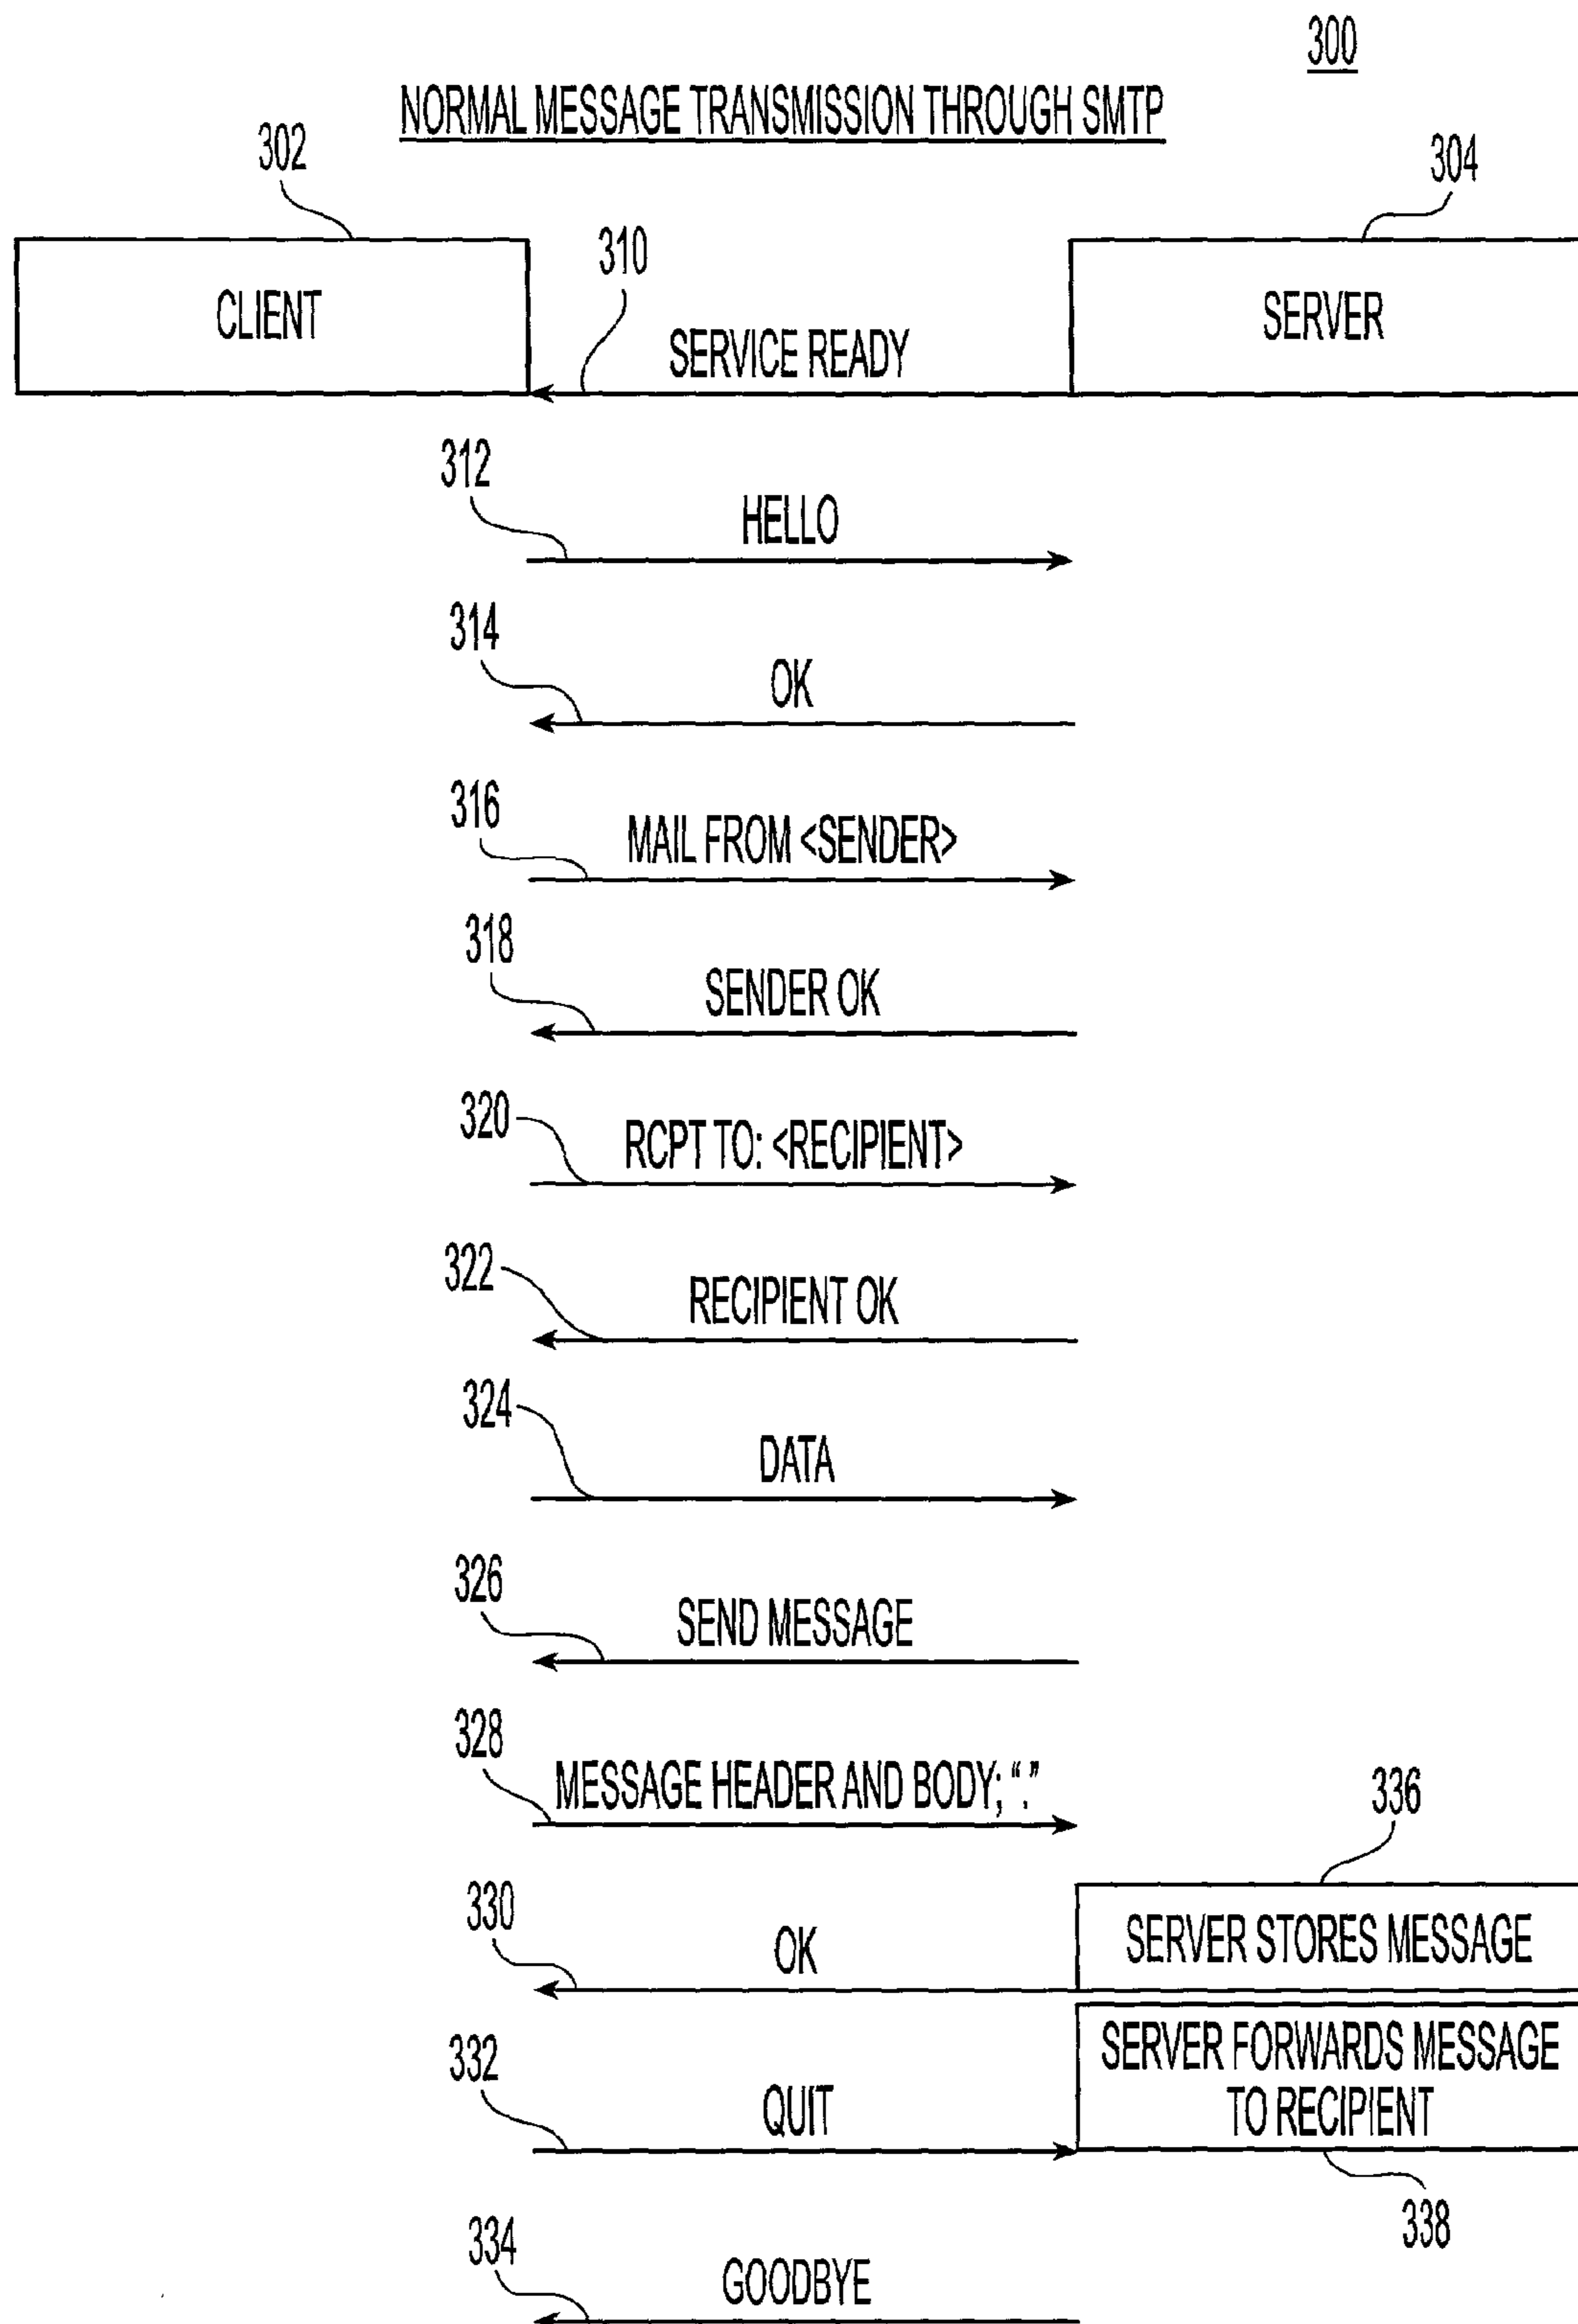 300
NORMAL MESSAGE TRANSMISSION THROUGH SMTP
302
304
310
CLIENT
SERVICE READY
SERVER
312
HELLO
314
OK
316
MAIL FROM <SENDER>
318
SENDER OK
320
RCPT TO: <RECIPIENT>
322
RECIPIENT OK
324
DATA
326
SEND MESSAGE
328
MESSAGE HEADER AND BODY; “.”
336
330
OK
SERVER STORES MESSAGE
332
QUIT
SERVER FORWARDS MESSAGE
TO RECIPIENT
338
334
GOODBYE